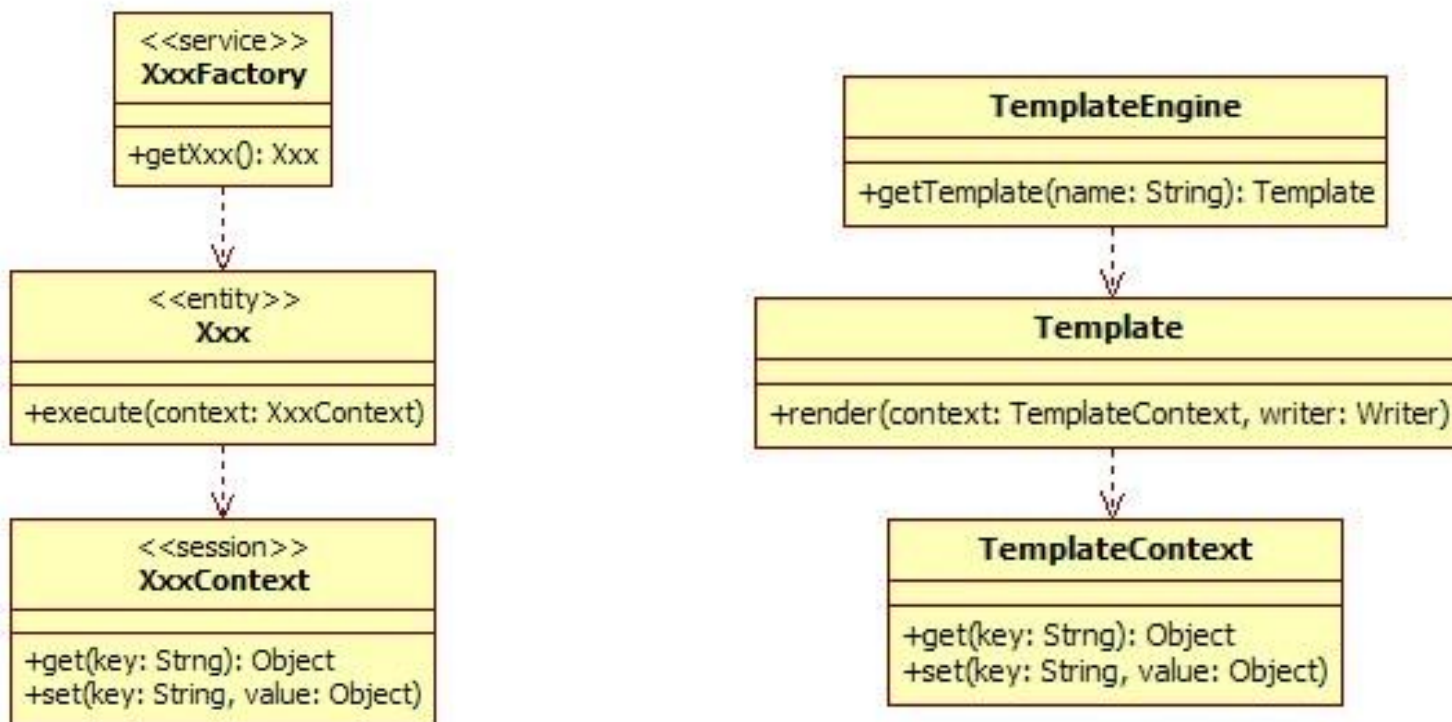 <<service>>
XxxFactory
+getXxx(): Xxx
<<entity>>
Xxx
+execute(context: XxxContext)
<<session>>
XxxContext
+get(key: Strng): Object
+set(key: String, value: Object)
TemplateEngine
+getTemplate(name: String): Template
Template
+render(context: TemplateContext, writer: Writer)
TemplateContext
+get(key: Strng): Object
+set(key: String, value: Object)